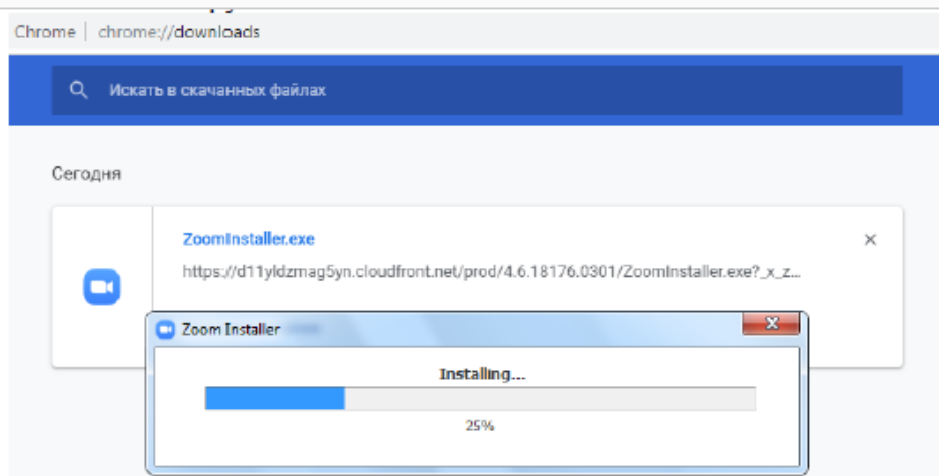 Chrome | chrome://downloads
Искать в скачанных файлах
Сегодня
ZoomInstaller.exe
https://d11yldzmag5yn.cloudfront.net/prod/4.6.18176.0301/ZoomInstaller.exe?_x_z...
Zoom Installer
Installing...
25%